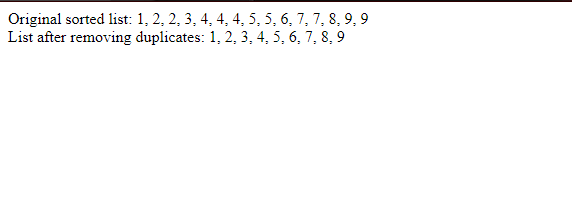 Original sorted list: 1, 2, 2, 3, 4, 4, 4, 5, 5, 6, 7, 7, 8, 9, 9
List after removing duplicates: 1, 2, 3, 4, 5, 6, 7, 8, 9